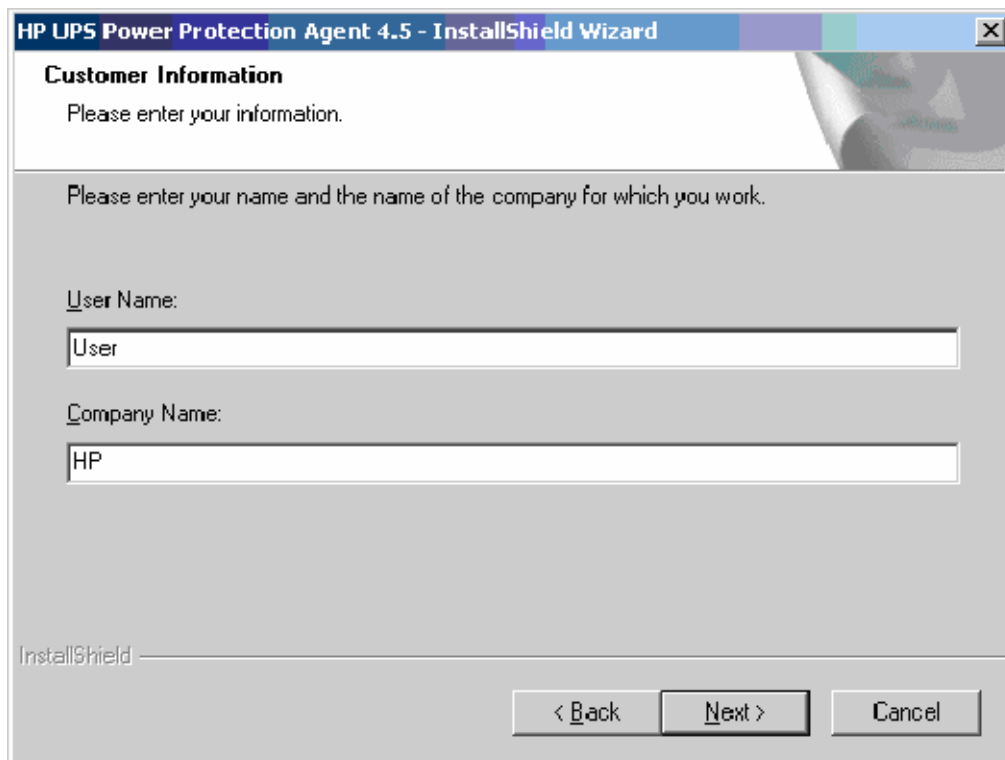 HP UPS Power Protection Agent 4.5 - InstallShield Wizard
Customer Information
Please enter your information.
Please enter your name and the name of the company for which you work.
User Name:
User
Company Name:
HP
InstallShield
< Back Next > Cancel